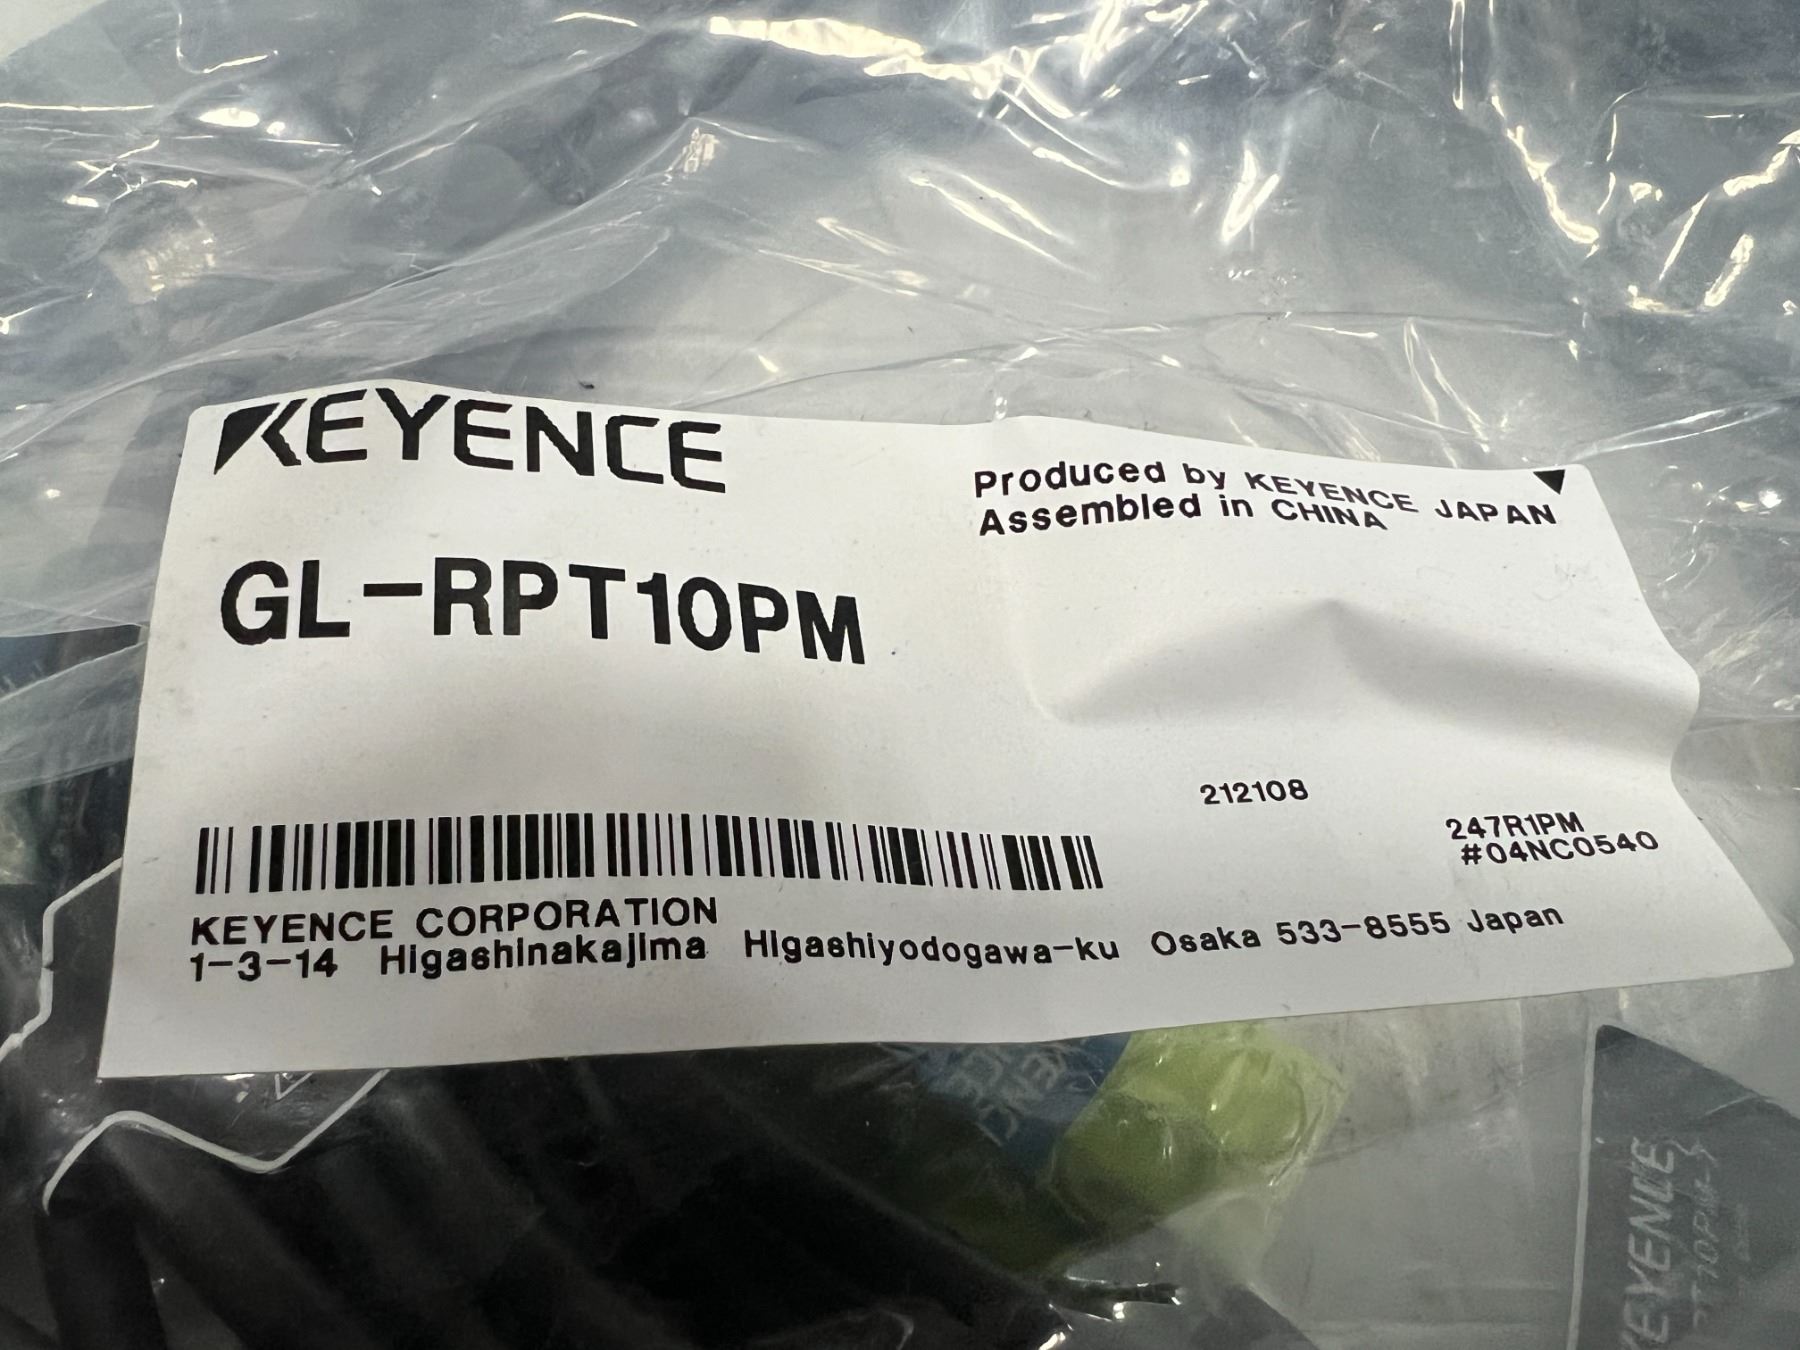 KEYENCE
Produced by KEYENCE JAPAN
Assembled in CHINA
GL-RPT10PM
212108
247R1PM
#04NC0540
KEYENCE CORPORATION
1-3-14 Higashinakajima Higashiyodogawa-ku Osaka 533-8555 Japan
KEYENCE